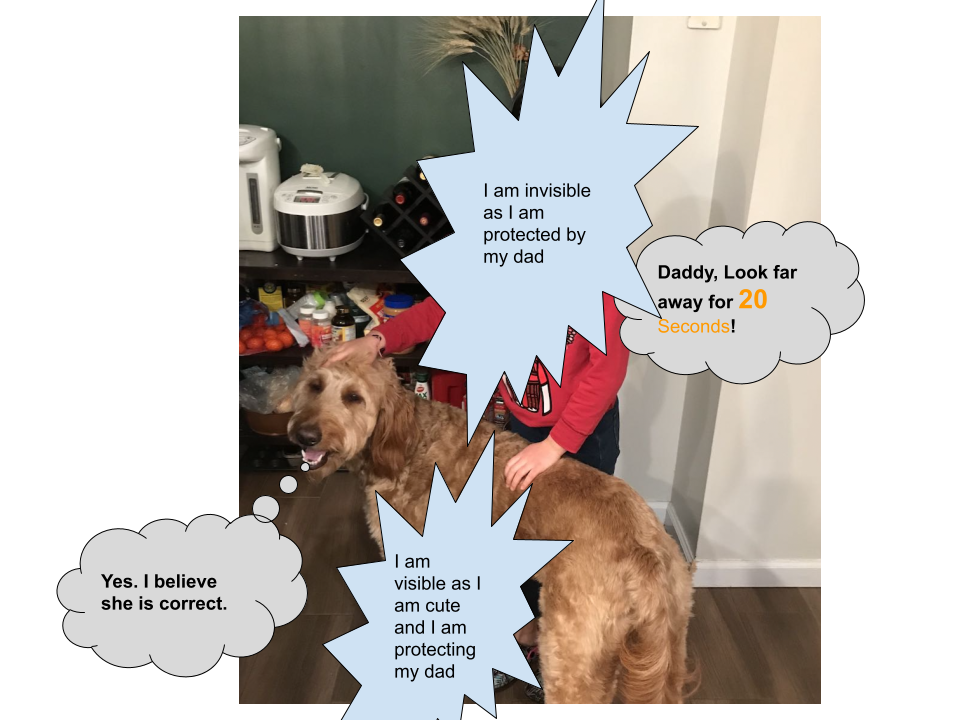 I am invisible
as I am
protected by
my dad
Daddy, Look far
away for 20
Seconds!
Yes. I believe
she is correct.
I am
visible as I
am cute
and I am
protecting
my dad